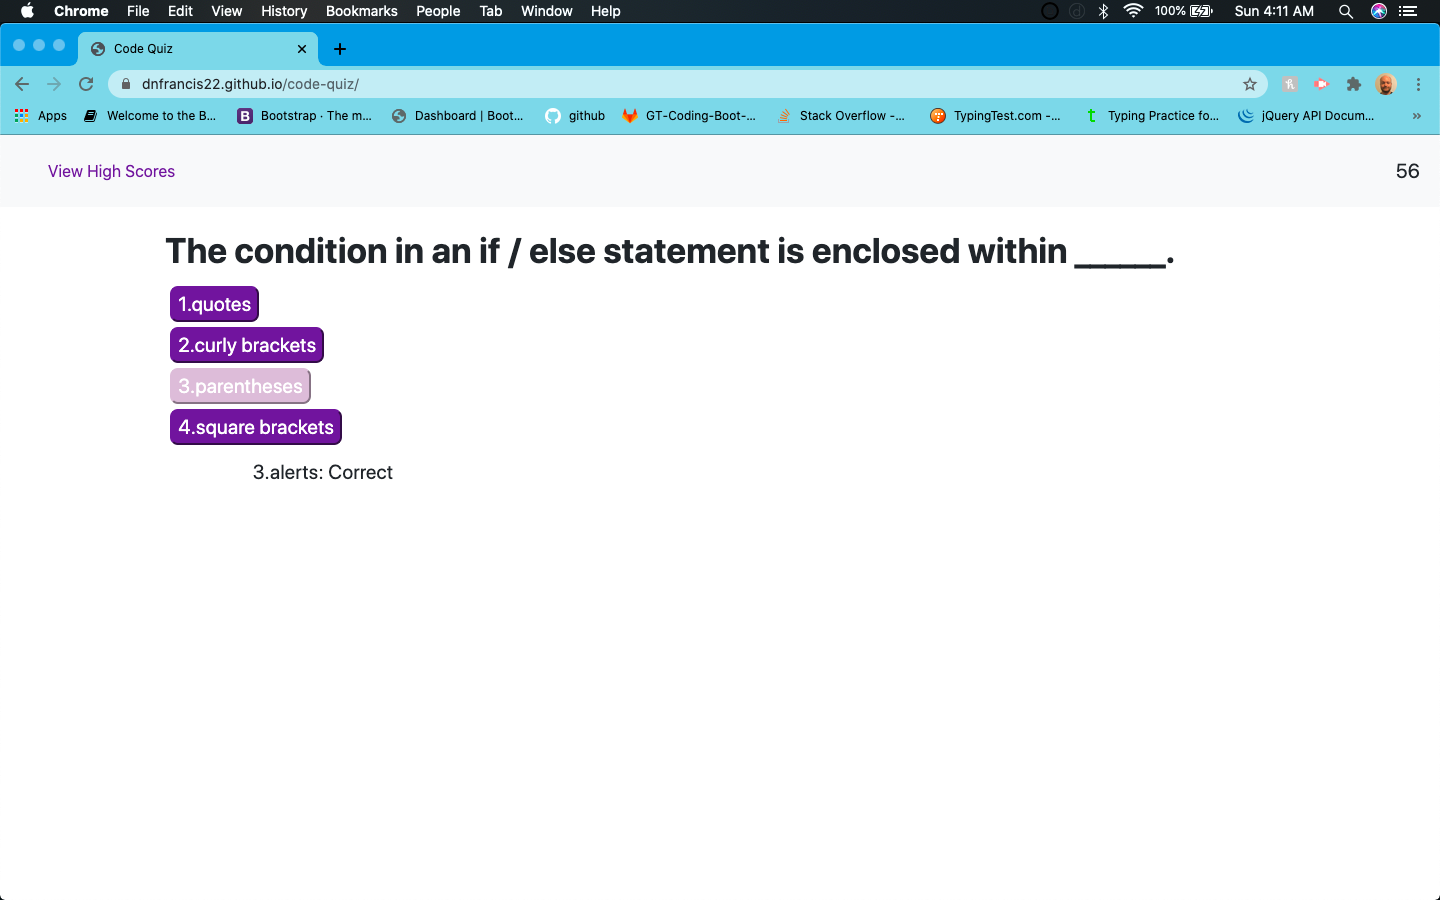 Chrome File Edit View History Bookmarks People Tab Window Help 100% Sun 4:11 AM
Code Quiz
dnfrancis22.github.io/code-quiz/
Apps Welcome to the B... Bootstrap · The m... Dashboard | Boot... github GT-Coding-Boot-... Stack Overflow -... TypingTest.com -... Typing Practice fo... jQuery API Docum... »
View High Scores 56
The condition in an if / else statement is enclosed within ______.
1.quotes
2.curly brackets
3.parentheses
4.square brackets
3.alerts: Correct